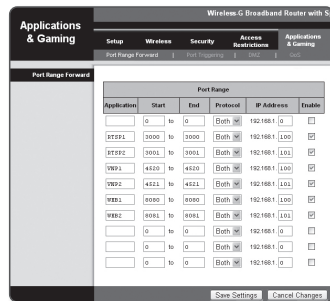 Wireless-G Broadband Router with S
Applications
& Gaming
Setup Wireless Security Access Restrictions Applications & Gaming
Port Range Forward | Port Triggering | DMZ | QoS
Port Range Forward
Port Range
Application Start End Protocol IP Address Enable
0 to 0 Both 192.168.1. 0
RTSP1 3000 to 3000 Both 192.168.1. 100
RTSP2 3001 to 3001 Both 192.168.1. 101
VNP1 4520 to 4520 Both 192.168.1. 100
VNP2 4521 to 4521 Both 192.168.1. 101
WEB1 8080 to 8080 Both 192.168.1. 100
WEB2 8081 to 8081 Both 192.168.1. 101
0 to 0 Both 192.168.1. 0
0 to 0 Both 192.168.1. 0
0 to 0 Both 192.168.1. 0
Save Settings Cancel Changes